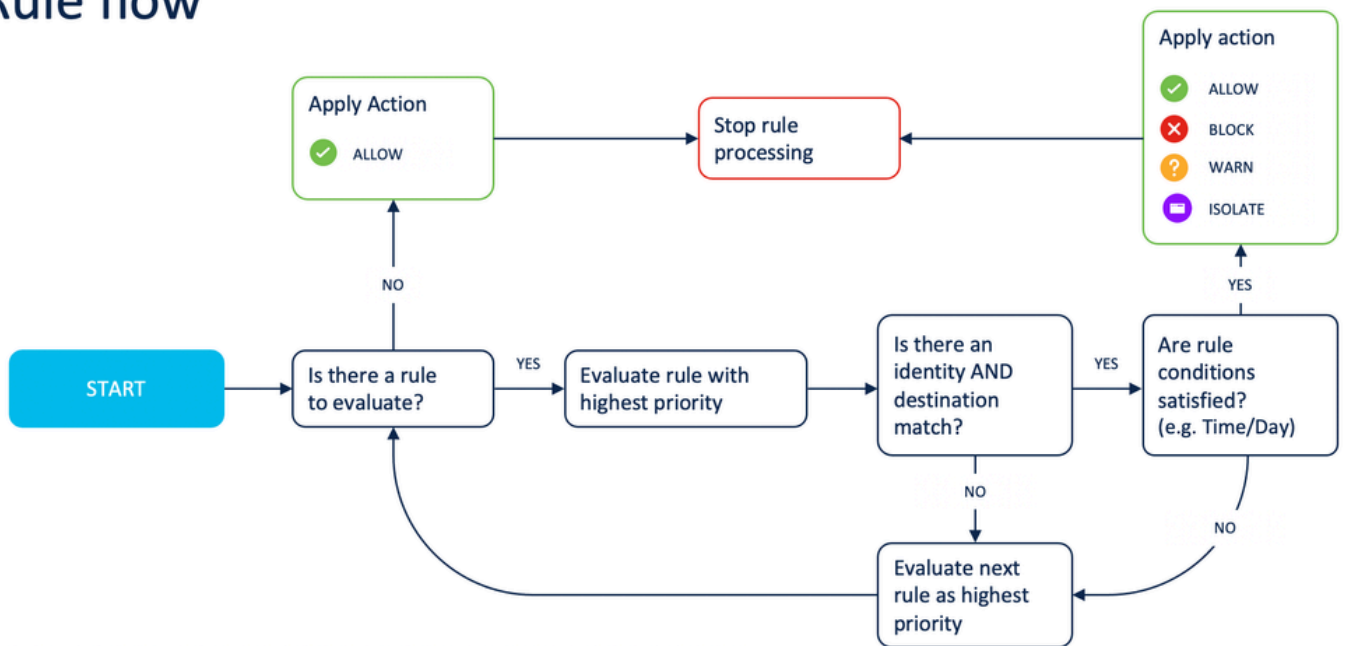 Rule flow
Apply Action
ALLOW
Stop rule
processing
Apply action
ALLOW
BLOCK
WARN
ISOLATE
NO
YES
START
Is there a rule
to evaluate?
YES
Evaluate rule with
highest priority
Is there an
identity AND
destination
match?
YES
Are rule
conditions
satisfied?
(e.g. Time/Day)
NO
NO
Evaluate next
rule as highest
priority